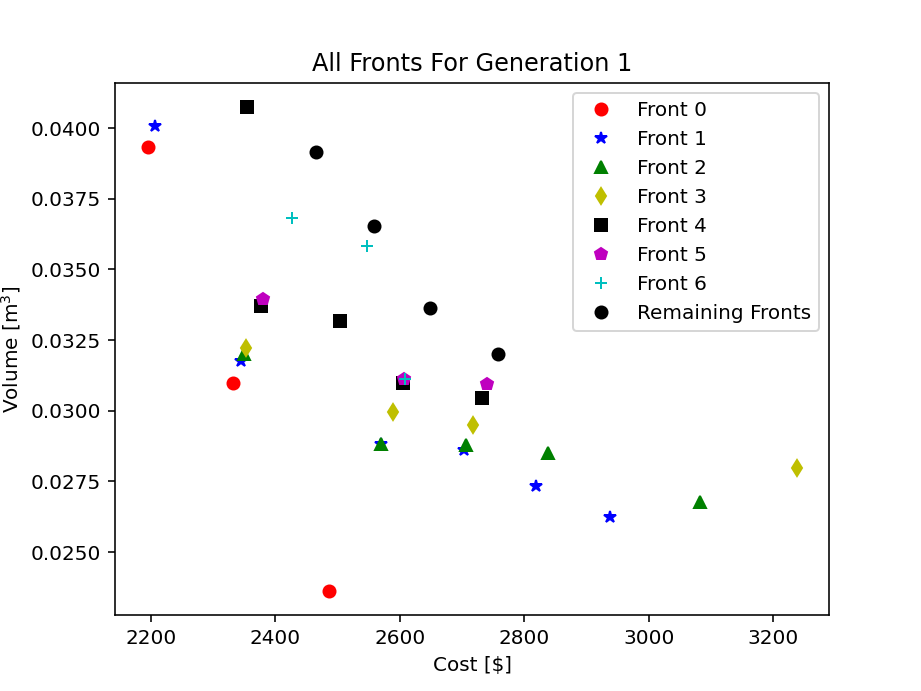 All Fronts For Generation 1
0.0400
0.0375
0.0350
0.0325
0.0300
0.0275
0.0250
Volume [m³]
Front 0
Front 1
Front 2
Front 3
Front 4
Front 5
Front 6
Remaining Fronts
2200 2400 2600 2800 3000 3200
Cost [$]